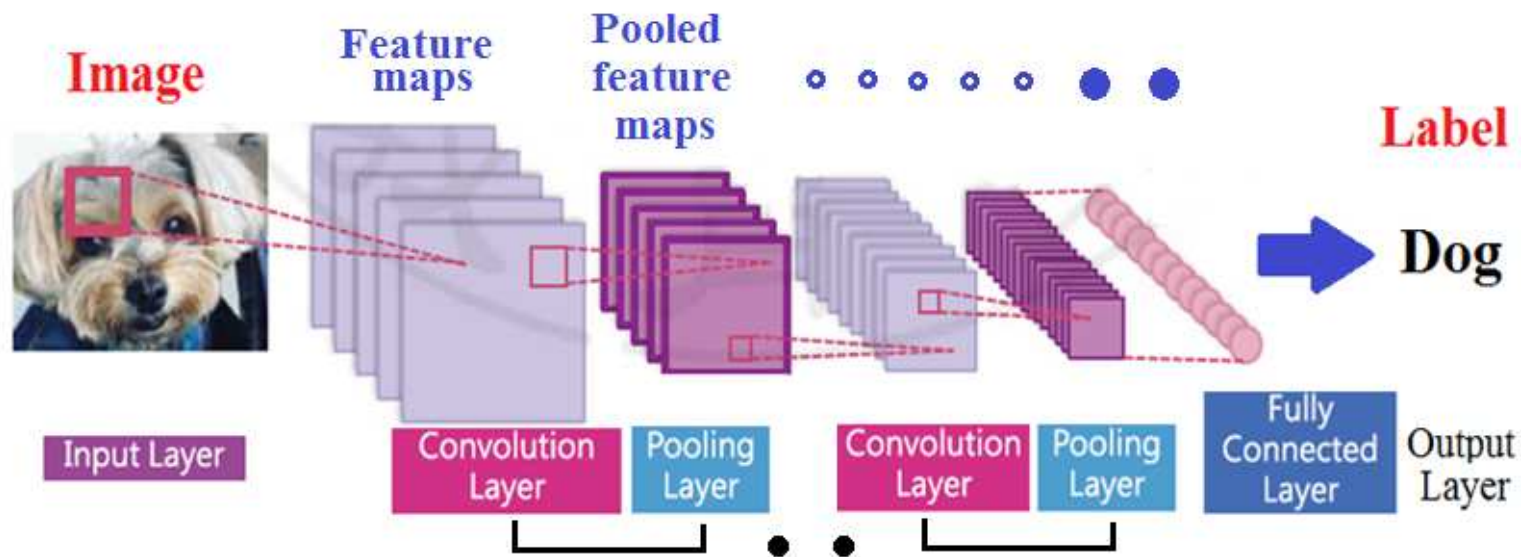 Image
Feature
maps
Pooled
feature
maps
Label
Dog
Input Layer
Convolution
Layer
Pooling
Layer
Convolution
Layer
Pooling
Layer
Fully
Connected
Layer
Output
Layer